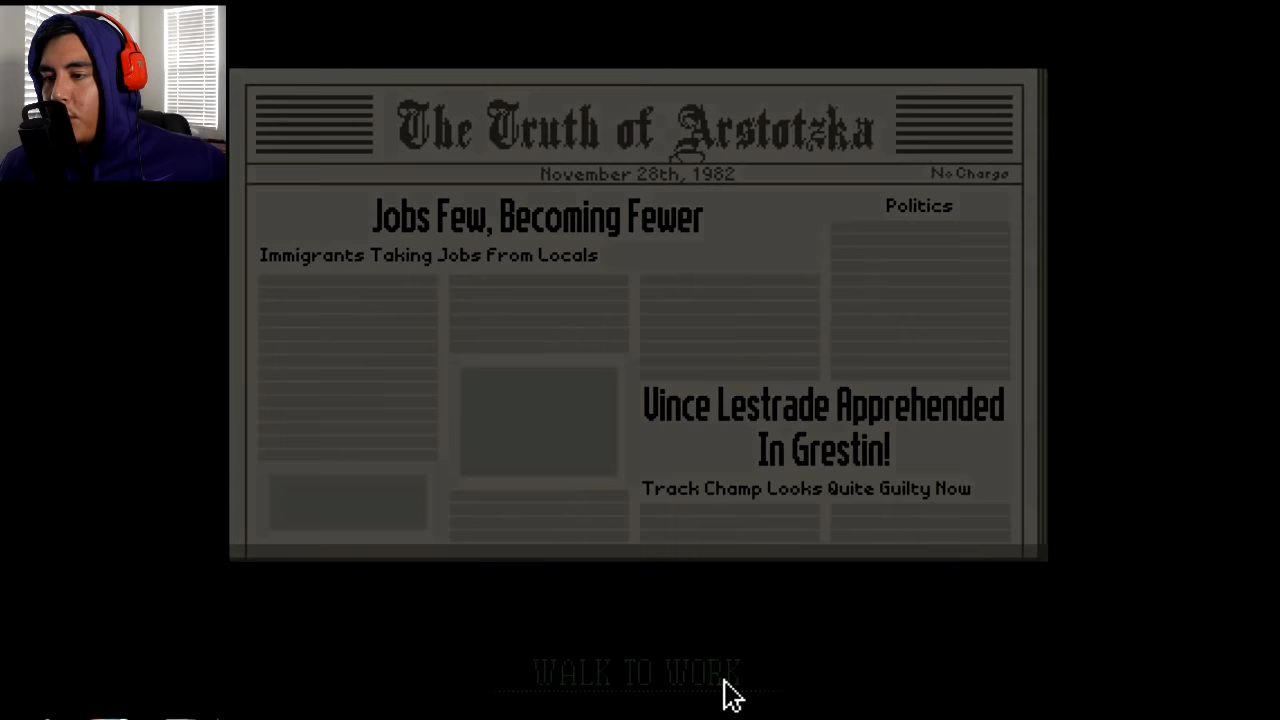 The Truth of Arstotzka
November 28th, 1982
No Charge
Jobs Few, Becoming Fewer
Immigrants Taking Jobs From Locals
Politics
Vince Lestrade Apprehended
In Grestin!
Track Champ Looks Quite Guilty Now
WALK TO WORK